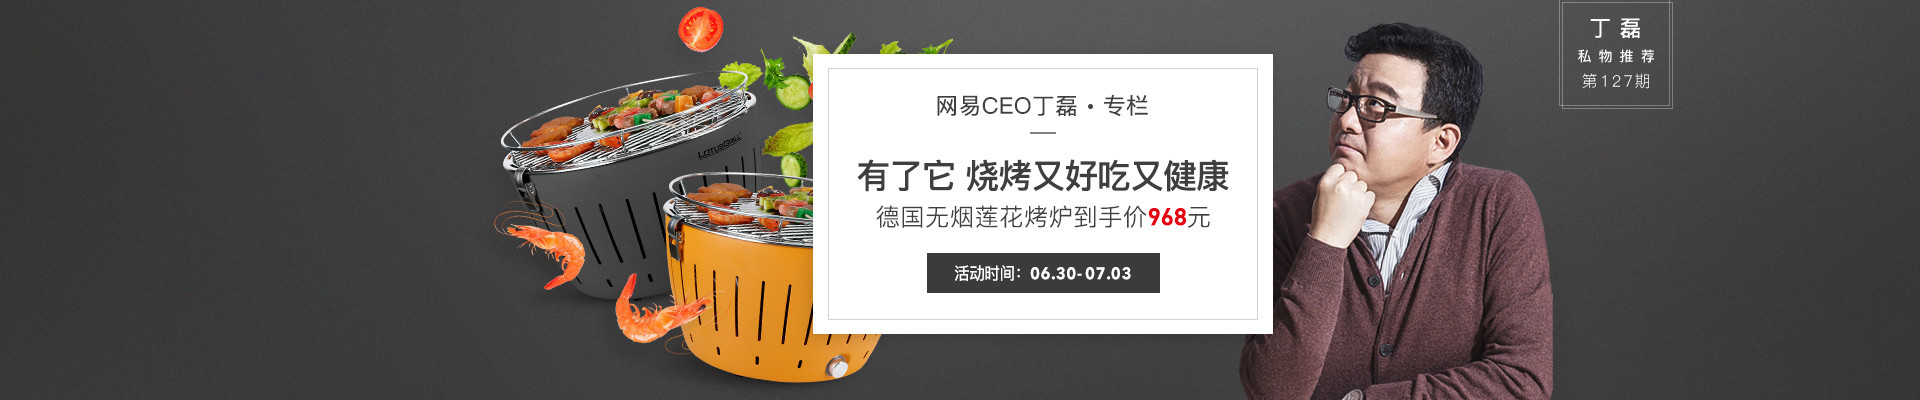 丁磊
私物推荐
第127期
网易CEO丁磊·专栏
有了它 烧烤又好吃又健康
德国无烟莲花烤炉到手价968元
活动时间：06.30-07.03
LOTUSGRILL